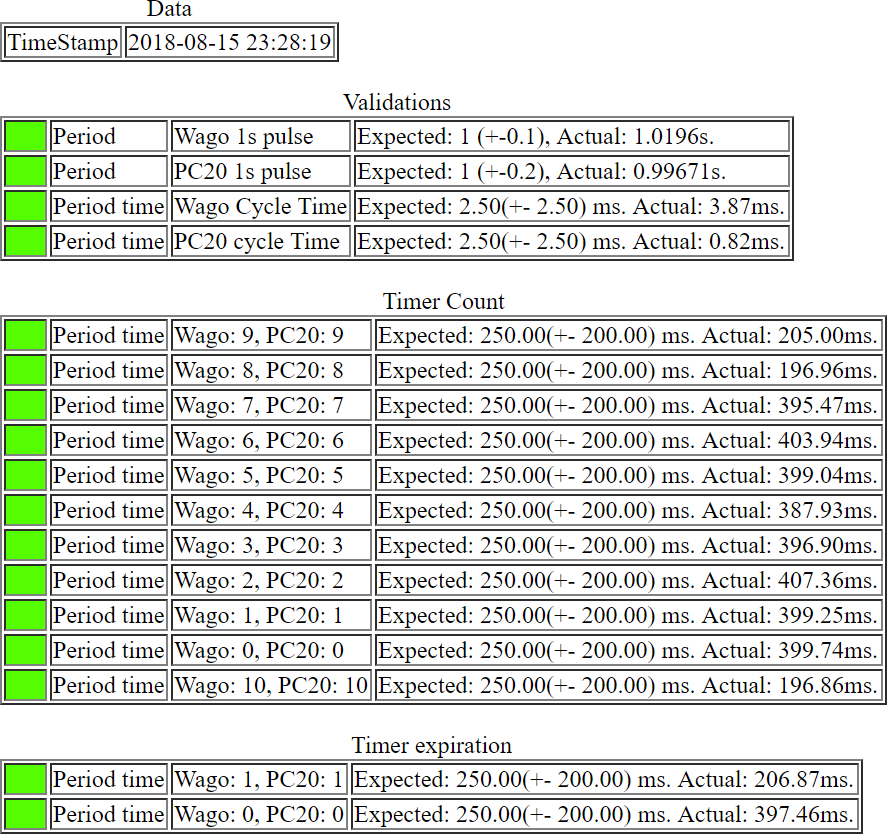 Data
TimeStamp 2018-08-15 23:28:19
Validations
Period Wago 1s pulse Expected: 1 (+-0.1), Actual: 1.0196s.
Period PC20 1s pulse Expected: 1 (+-0.2), Actual: 0.99671s.
Period time Wago Cycle Time Expected: 2.50(+- 2.50) ms. Actual: 3.87ms.
Period time PC20 cycle Time Expected: 2.50(+- 2.50) ms. Actual: 0.82ms.
Timer Count
Period time Wago: 9, PC20: 9 Expected: 250.00(+- 200.00) ms. Actual: 205.00ms.
Period time Wago: 8, PC20: 8 Expected: 250.00(+- 200.00) ms. Actual: 196.96ms.
Period time Wago: 7, PC20: 7 Expected: 250.00(+- 200.00) ms. Actual: 395.47ms.
Period time Wago: 6, PC20: 6 Expected: 250.00(+- 200.00) ms. Actual: 403.94ms.
Period time Wago: 5, PC20: 5 Expected: 250.00(+- 200.00) ms. Actual: 399.04ms.
Period time Wago: 4, PC20: 4 Expected: 250.00(+- 200.00) ms. Actual: 387.93ms.
Period time Wago: 3, PC20: 3 Expected: 250.00(+- 200.00) ms. Actual: 396.90ms.
Period time Wago: 2, PC20: 2 Expected: 250.00(+- 200.00) ms. Actual: 407.36ms.
Period time Wago: 1, PC20: 1 Expected: 250.00(+- 200.00) ms. Actual: 399.25ms.
Period time Wago: 0, PC20: 0 Expected: 250.00(+- 200.00) ms. Actual: 399.74ms.
Period time Wago: 10, PC20: 10 Expected: 250.00(+- 200.00) ms. Actual: 196.86ms.
Timer expiration
Period time Wago: 1, PC20: 1 Expected: 250.00(+- 200.00) ms. Actual: 206.87ms.
Period time Wago: 0, PC20: 0 Expected: 250.00(+- 200.00) ms. Actual: 397.46ms.